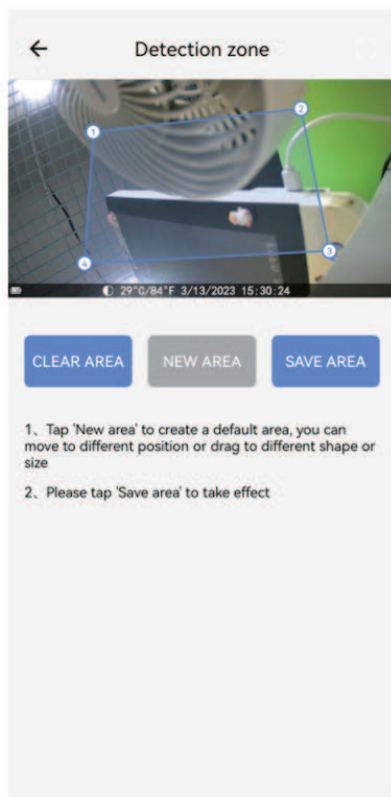 Detection zone
1
2
3
4
29°C/84°F 3/13/2023 15:30:24
CLEAR AREA
NEW AREA
SAVE AREA
1、Tap 'New area' to create a default area, you can
move to different position or drag to different shape or
size
2、Please tap 'Save area' to take effect